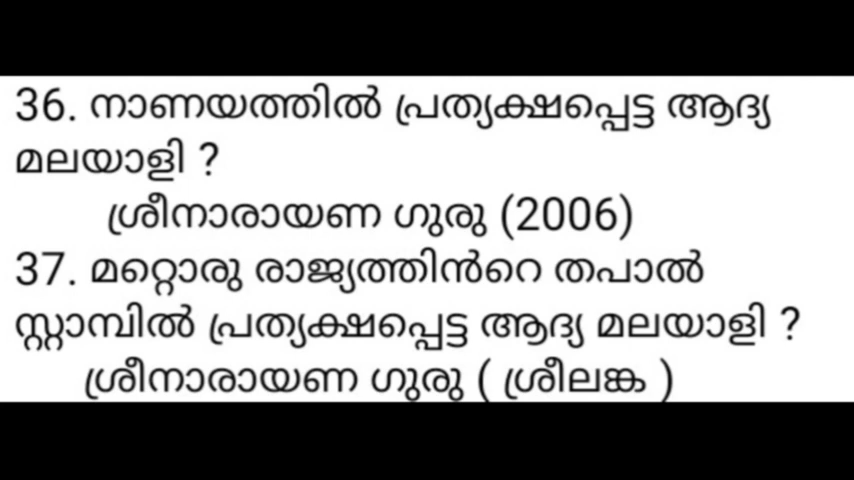 36. നാണയത്തിൽ പ്രത്യക്ഷപ്പെട്ട ആദ്യ
മലയാളി ?
ശ്രീനാരായണ ഗുരു (2006)
37. മറ്റൊരു രാജ്യത്തിൻറെ തപാൽ
സ്റ്റാമ്പിൽ പ്രത്യക്ഷപ്പെട്ട ആദ്യ മലയാളി ?
ശ്രീനാരായണ ഗുരു ( ശ്രീലങ്ക )